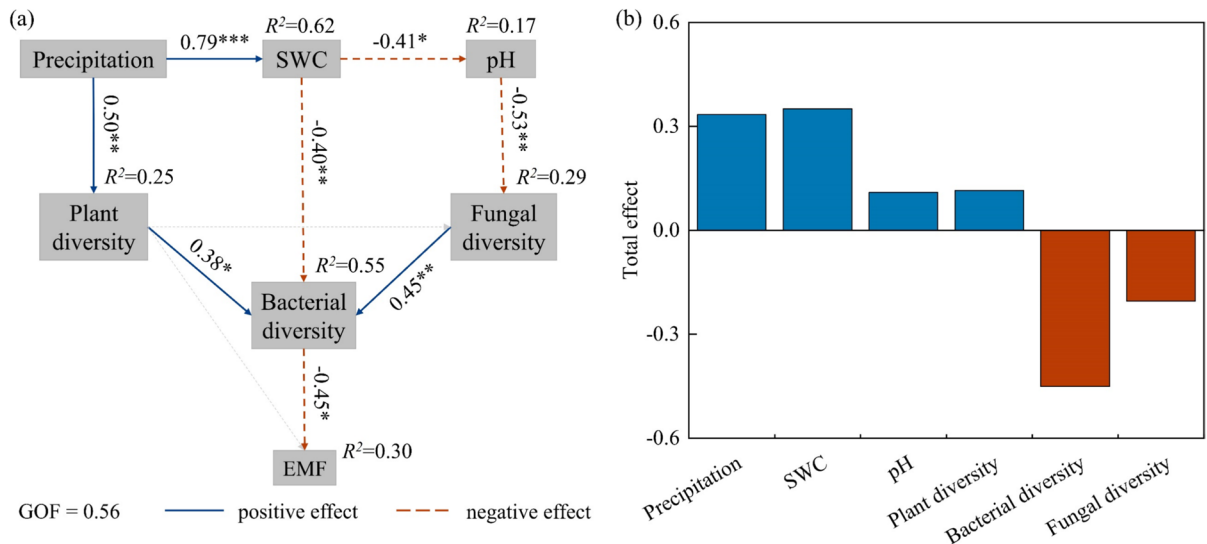 (a)
R²=0.62
R²=0.17
Precipitation
0.79***
SWC
-0.41*
pH
0.50**
-0.40**
-0.53**
R²=0.25
R²=0.29
Plant
diversity
Fungal
diversity
0.38*
R²=0.55
0.45**
Bacterial
diversity
-0.45*
R²=0.30
EMF
GOF = 0.56
positive effect
negative effect
(b)
Total effect
0.6
0.3
0.0
-0.3
-0.6
Precipitation
SWC
pH
Plant diversity
Bacterial diversity
Fungal diversity